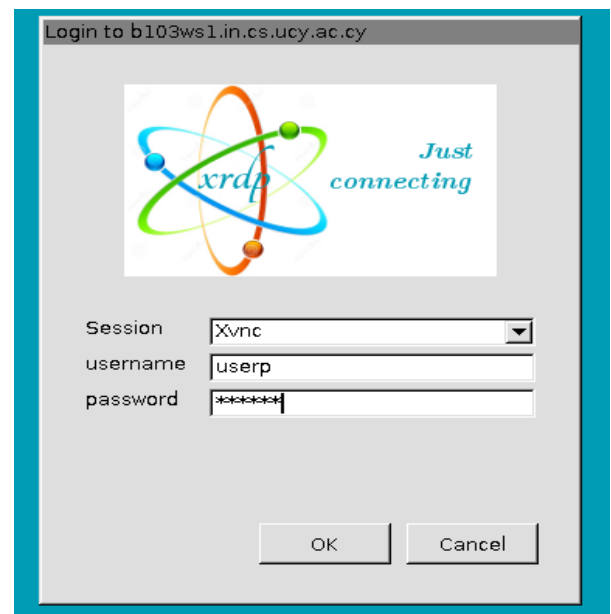 Login to b103ws1.in.cs.ucy.ac.cy
Just
xrdp connecting
Session Xvnc
username userp
password ******
OK Cancel